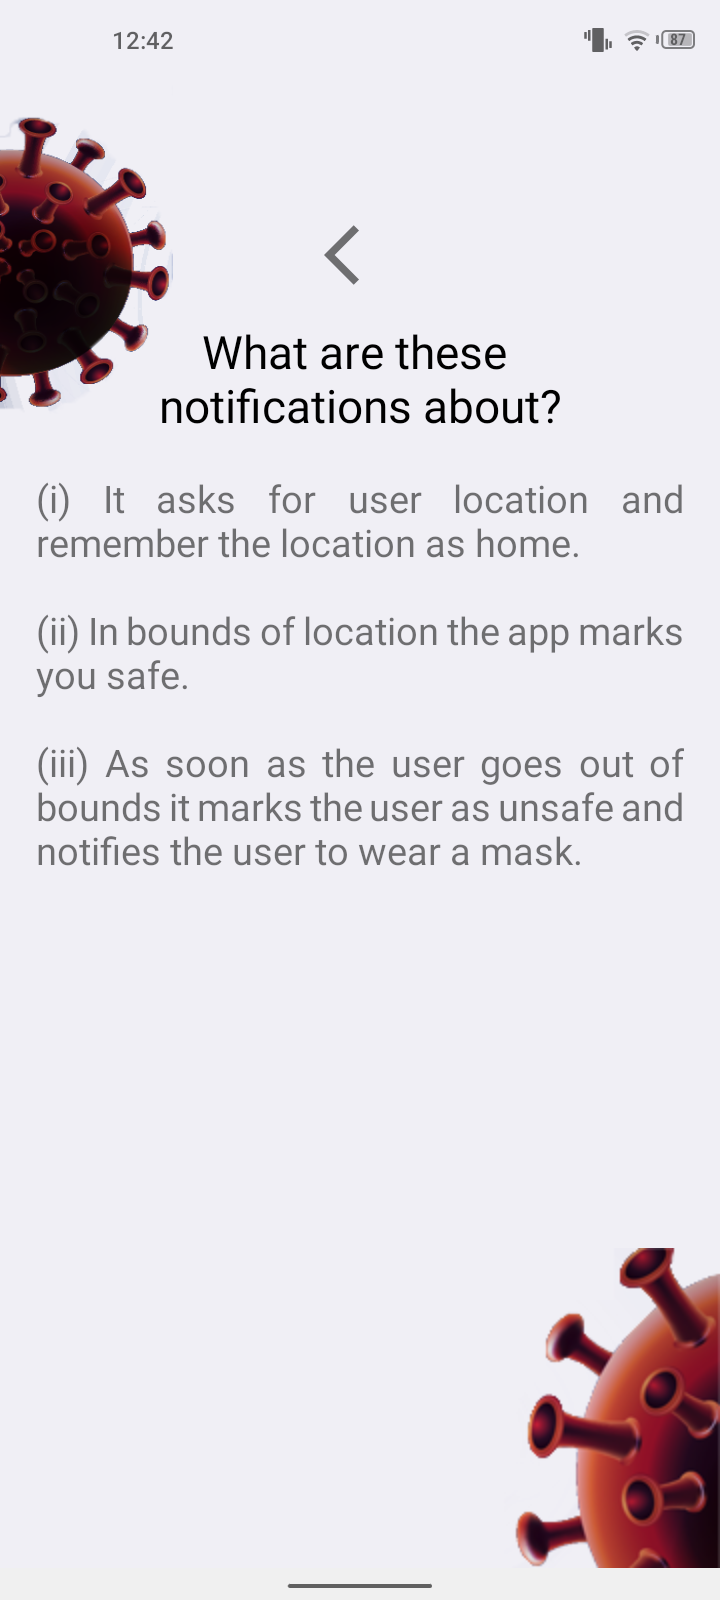 12:42
87
What are these
notifications about?
(i) It asks for user location and
remember the location as home.
(ii) In bounds of location the app marks
you safe.
(iii) As soon as the user goes out of
bounds it marks the user as unsafe and
notifies the user to wear a mask.